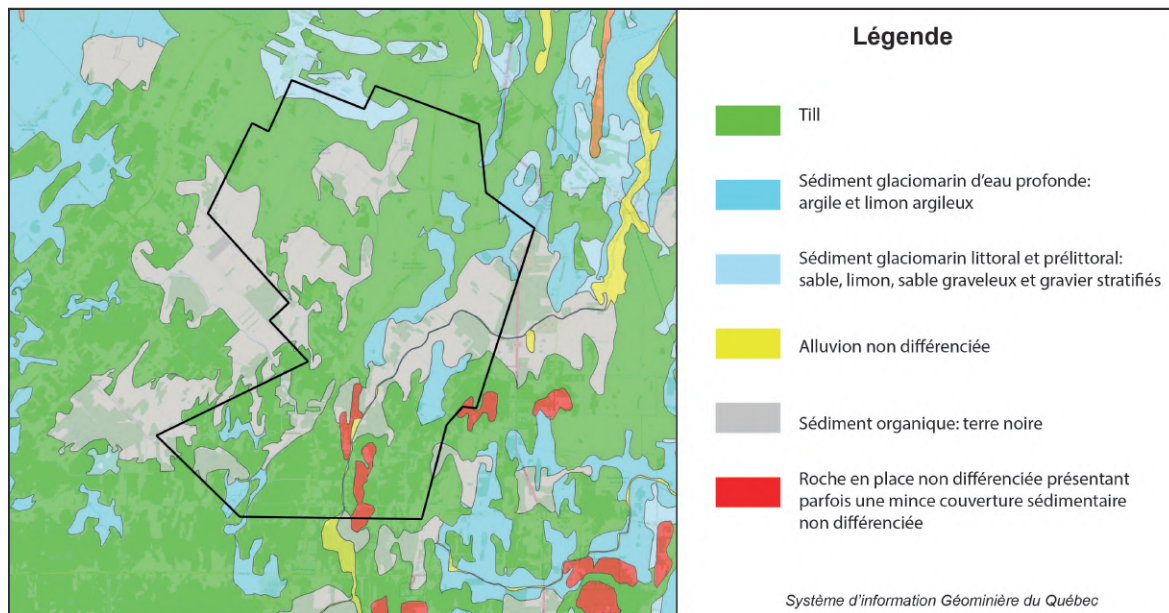 Légende
Till
Sédiment glaciomarin d'eau profonde:
argile et limon argileux
Sédiment glaciomarin littoral et prélittoral:
sable, limon, sable graveleux et gravier stratifiés
Alluvion non différenciée
Sédiment organique: terre noire
Roche en place non différenciée présentant
parfois une mince couverture sédimentaire
non différenciée
Système d'information Géominière du Québec